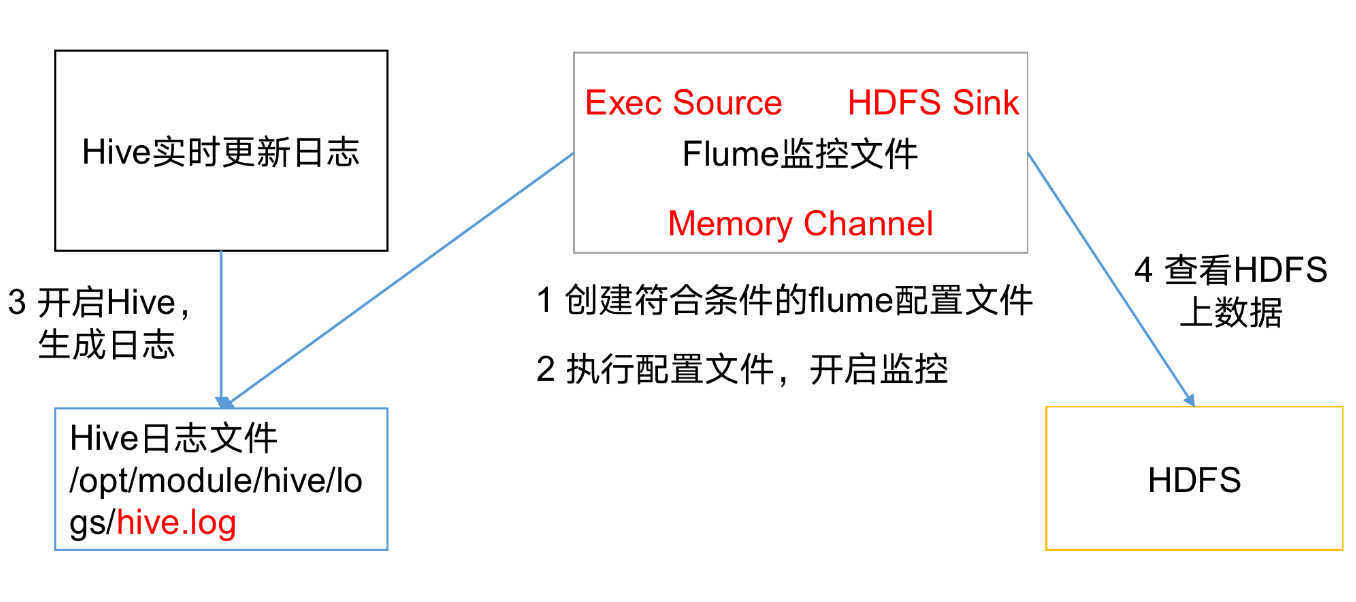 Exec Source HDFS Sink
Hive实时更新日志
Flume监控文件
Memory Channel
3 开启Hive，
生成日志
1 创建符合条件的flume配置文件
2 执行配置文件，开启监控
4 查看HDFS
上数据
Hive日志文件
/opt/module/hive/lo
gs/hive.log
HDFS